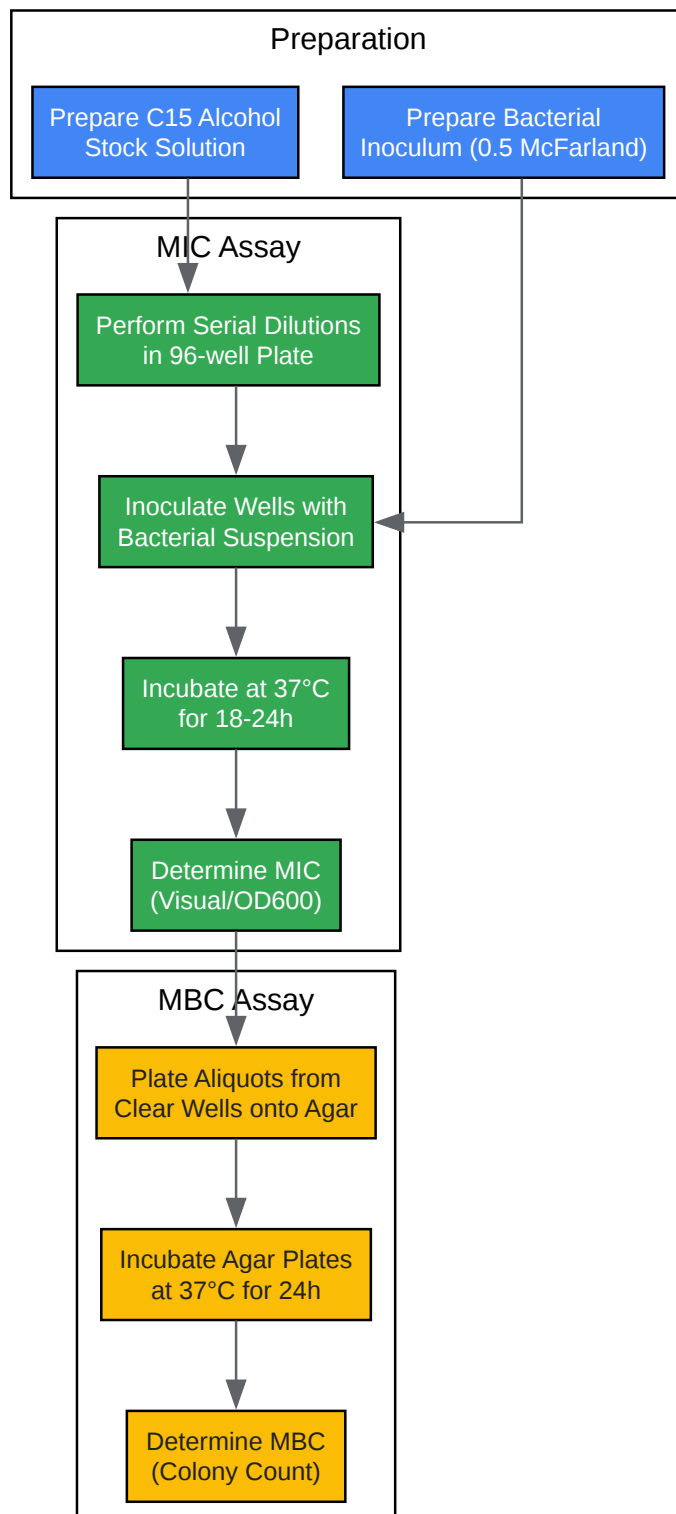 Preparation
Prepare C15 Alcohol
Stock Solution
Prepare Bacterial
Inoculum (0.5 McFarland)
MIC Assay
Perform Serial Dilutions
in 96-well Plate
Inoculate Wells with
Bacterial Suspension
Incubate at 37°C
for 18-24h
Determine MIC
(Visual/OD600)
MBC Assay
Plate Aliquots from
Clear Wells onto Agar
Incubate Agar Plates
at 37°C for 24h
Determine MBC
(Colony Count)